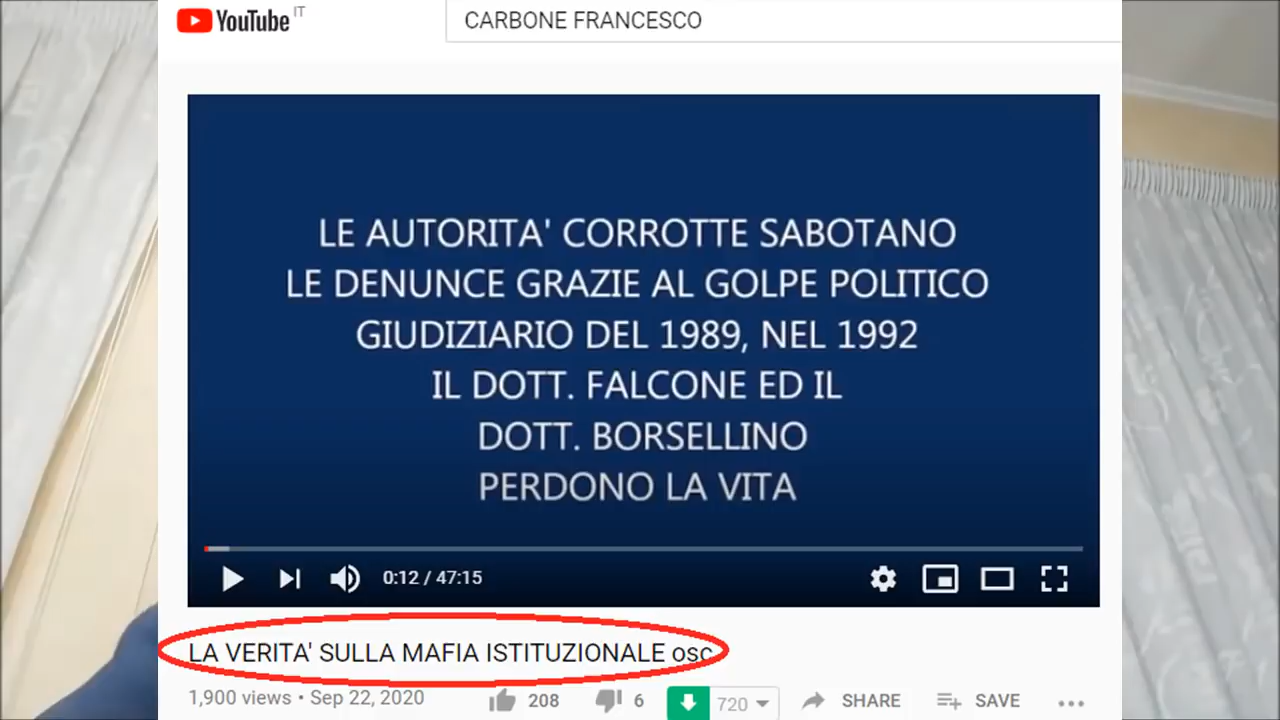 YouTube IT
CARBONE FRANCESCO
LE AUTORITA' CORROTTE SABOTANO
LE DENUNCE GRAZIE AL GOLPE POLITICO
GIUDIZIARIO DEL 1989, NEL 1992
IL DOTT. FALCONE ED IL
DOTT. BORSELLINO
PERDONO LA VITA
0:12 / 47:15
LA VERITA' SULLA MAFIA ISTITUZIONALE osc
1,900 views • Sep 22, 2020 208 6 720 SHARE SAVE